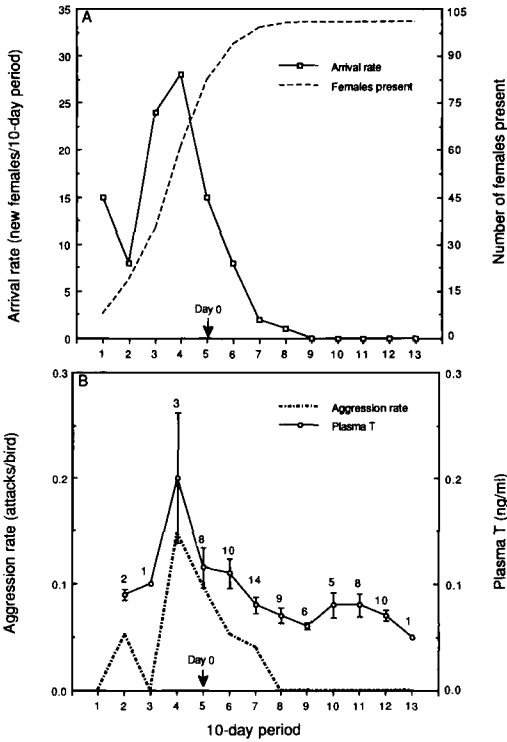 A
Arrival rate (new females/10-day period)
35
30
25
20
15
10
5
0
Arrival rate
Females present
105
90
75
60
45
30
15
0
Number of females present
Day 0
1 2 3 4 5 6 7 8 9 10 11 12 13
B
Aggression rate (attacks/bird)
0.3
0.2
0.1
0.0
Aggression rate
Plasma T
0.3
0.2
0.1
0.0
Plasma T (ng/ml)
2 1 3 8 10 14 9 6 5 8 10 1
Day 0
1 2 3 4 5 6 7 8 9 10 11 12 13
10-day period